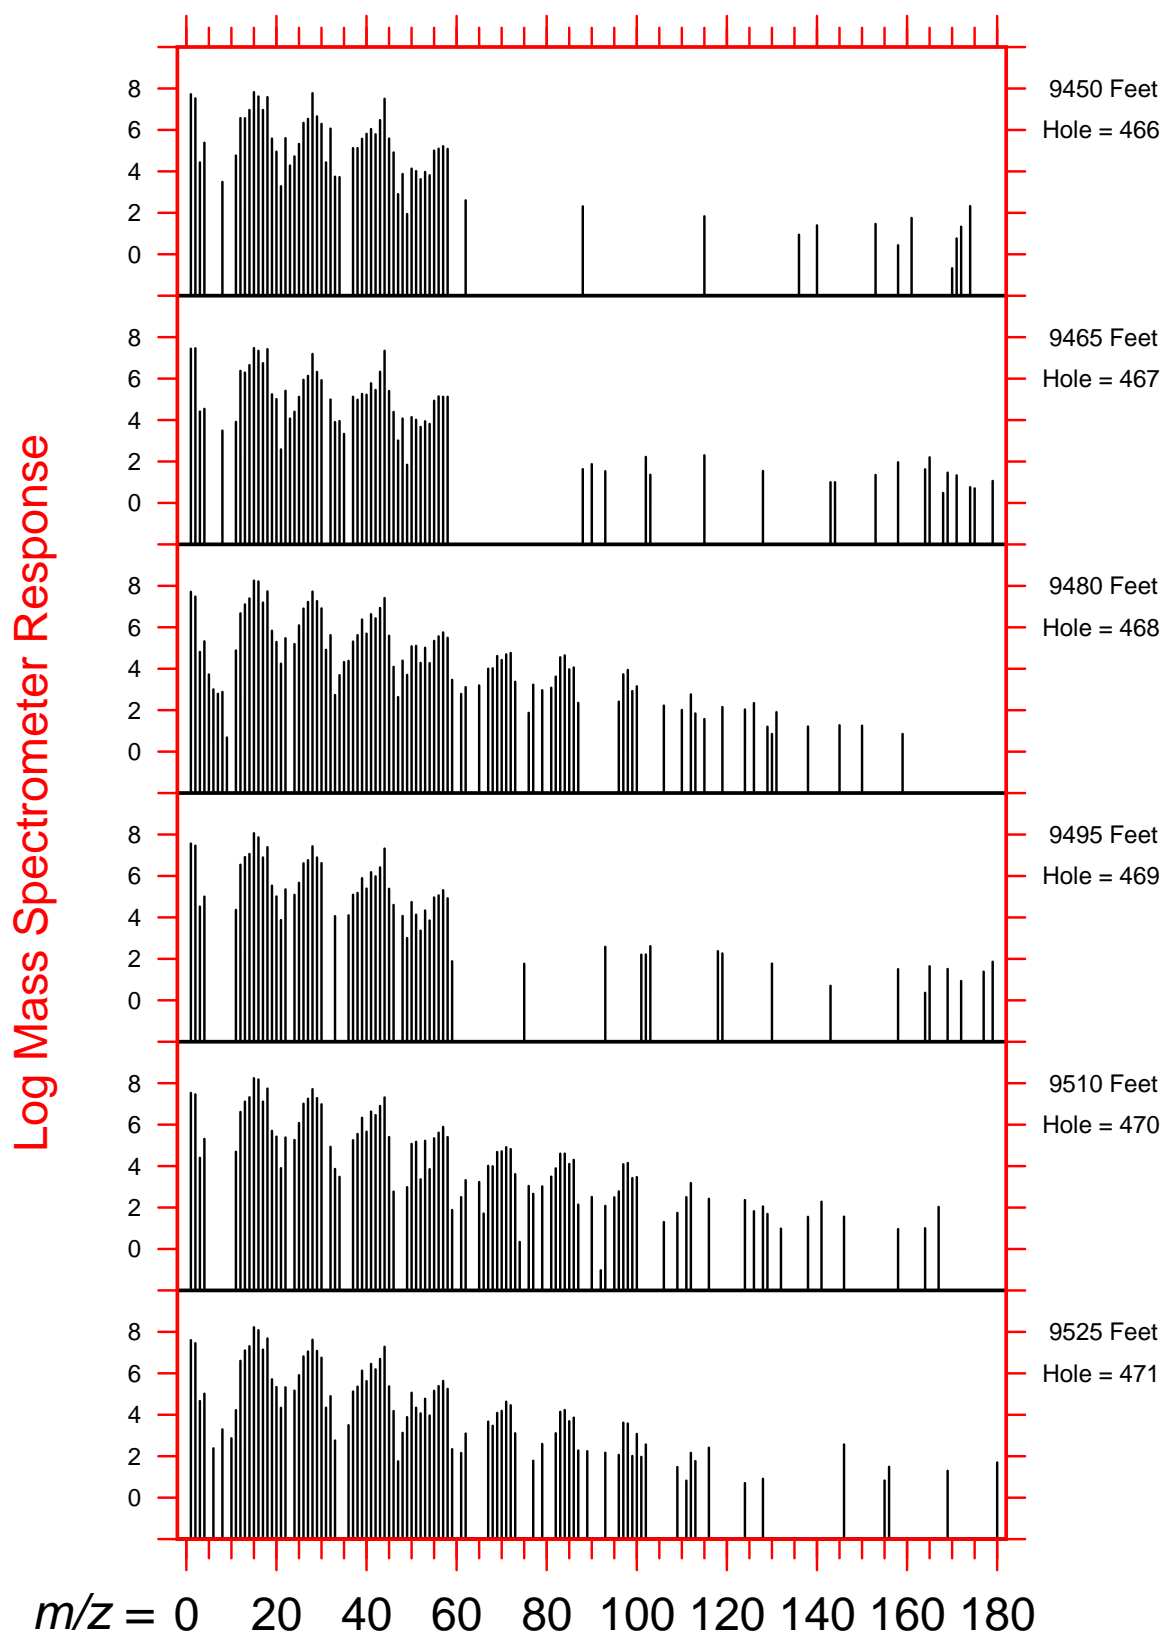 8 9450 Feet
6 Hole = 466
4
2
0
8 9465 Feet
6 Hole = 467
4
2
0
8 9480 Feet
6 Hole = 468
4
2
0
8 9495 Feet
6 Hole = 469
4
2
0
8 9510 Feet
6 Hole = 470
4
2
0
8 9525 Feet
6 Hole = 471
4
2
0
Log Mass Spectrometer Response
m/z = 0 20 40 60 80 100 120 140 160 180